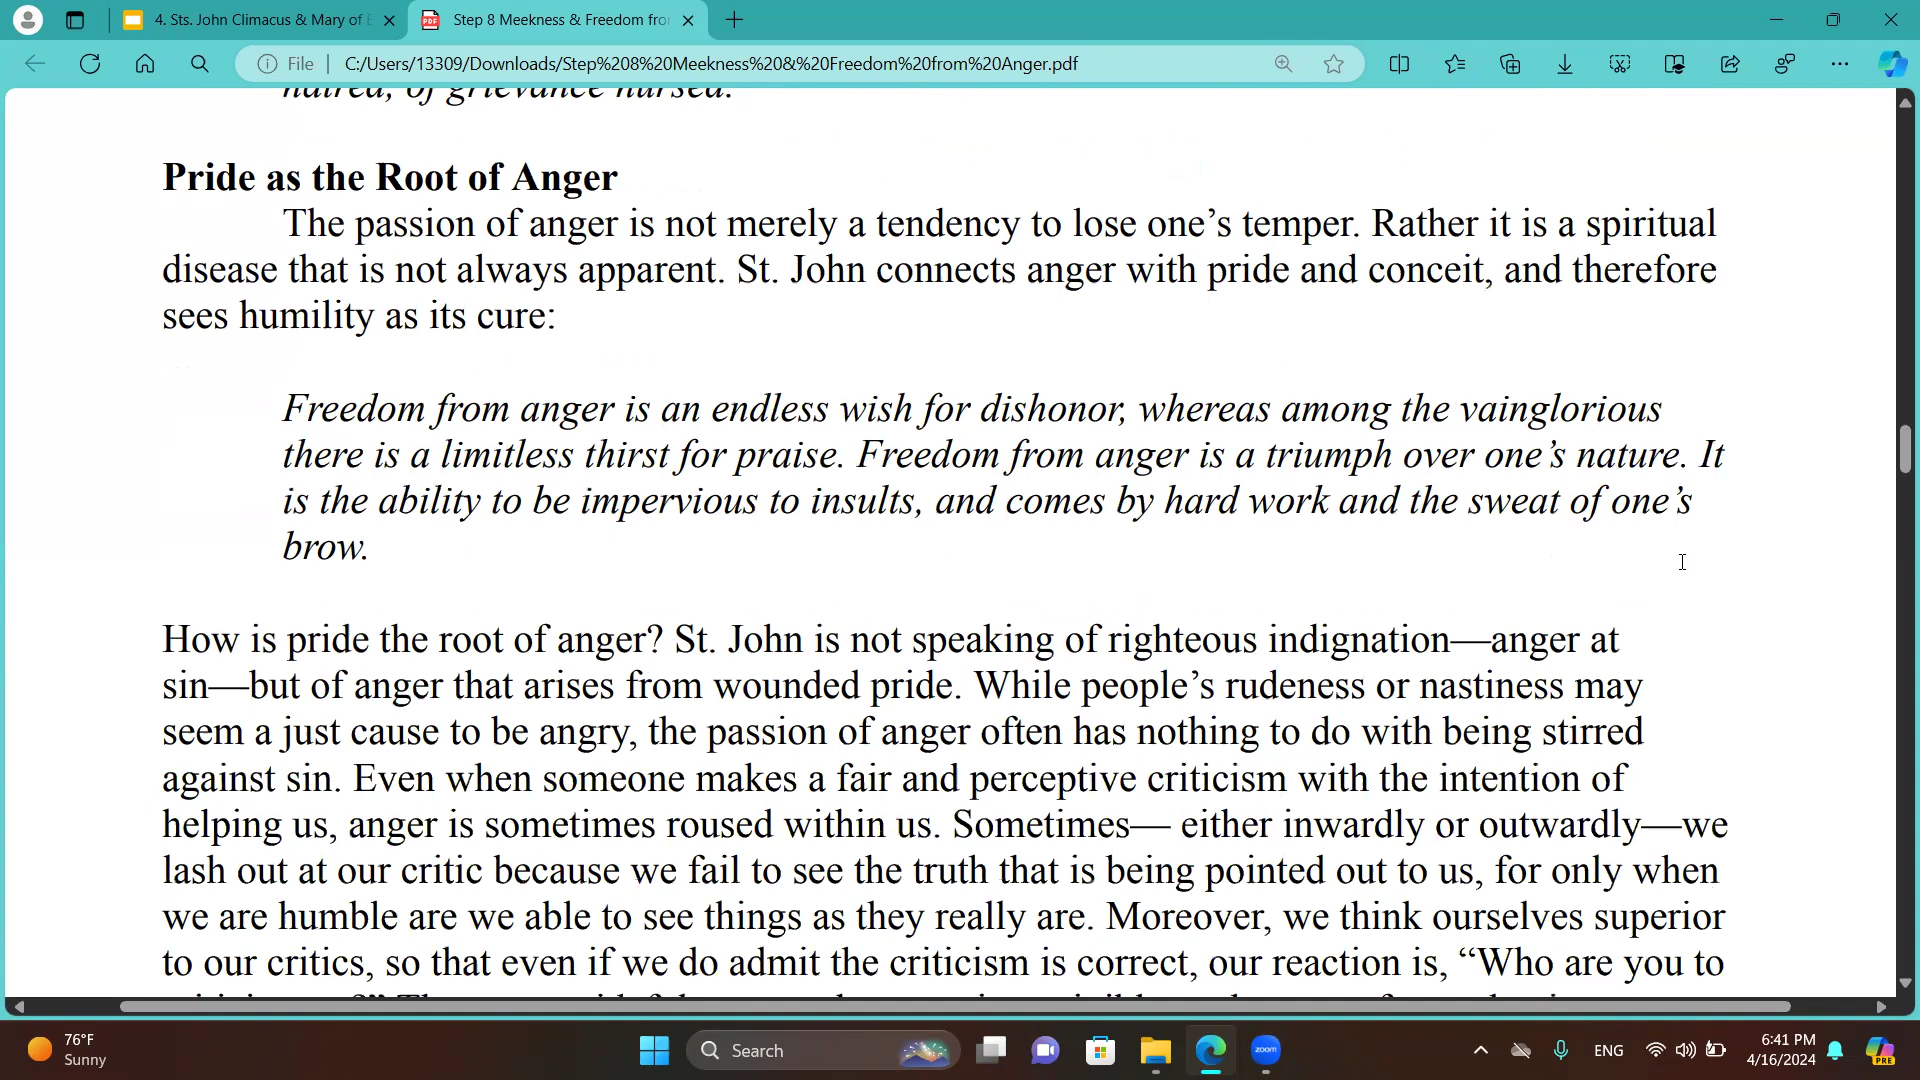 4. Sts. John Climacus & Mary of E
Step 8 Meekness & Freedom fro
File
C:/Users/13309/Downloads/Step%208%20Meekness%20&%20Freedom%20from%20Anger.pdf
hatred, of grievance nursed.
Pride as the Root of Anger
The passion of anger is not merely a tendency to lose one’s temper. Rather it is a spiritual
disease that is not always apparent. St. John connects anger with pride and conceit, and therefore
sees humility as its cure:
Freedom from anger is an endless wish for dishonor, whereas among the vainglorious
there is a limitless thirst for praise. Freedom from anger is a triumph over one’s nature. It
is the ability to be impervious to insults, and comes by hard work and the sweat of one’s
brow.
How is pride the root of anger? St. John is not speaking of righteous indignation—anger at
sin—but of anger that arises from wounded pride. While people’s rudeness or nastiness may
seem a just cause to be angry, the passion of anger often has nothing to do with being stirred
against sin. Even when someone makes a fair and perceptive criticism with the intention of
helping us, anger is sometimes roused within us. Sometimes— either inwardly or outwardly—we
lash out at our critic because we fail to see the truth that is being pointed out to us, for only when
we are humble are we able to see things as they really are. Moreover, we think ourselves superior
to our critics, so that even if we do admit the criticism is correct, our reaction is, “Who are you to
76°F
Sunny
Search
zoom
ENG
6:41 PM
4/16/2024
PRE